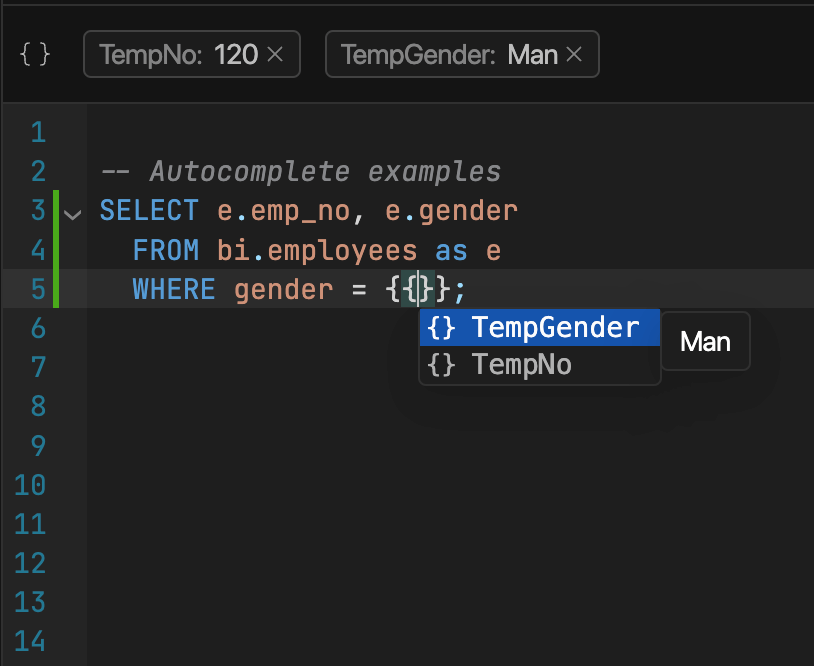 {} TempNo: 120 × TempGender: Man ×
1
2 -- Autocomplete examples
3 SELECT e.emp_no, e.gender
4 FROM bi.employees as e
5 WHERE gender = {{}};
6 {} TempGender Man
7 {} TempNo
8
9
10
11
12
13
14